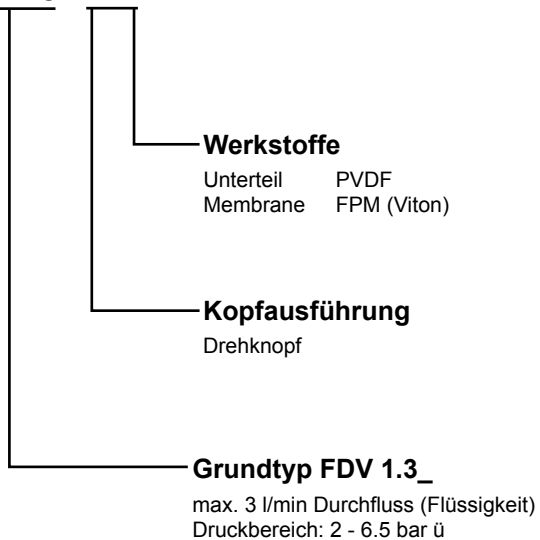 Werkstoffe
Unterteil PVDF
Membrane FPM (Viton)
Kopfausführung
Drehknopf
Grundtyp FDV 1.3_
max. 3 l/min Durchfluss (Flüssigkeit)
Druckbereich: 2 - 6.5 bar ü